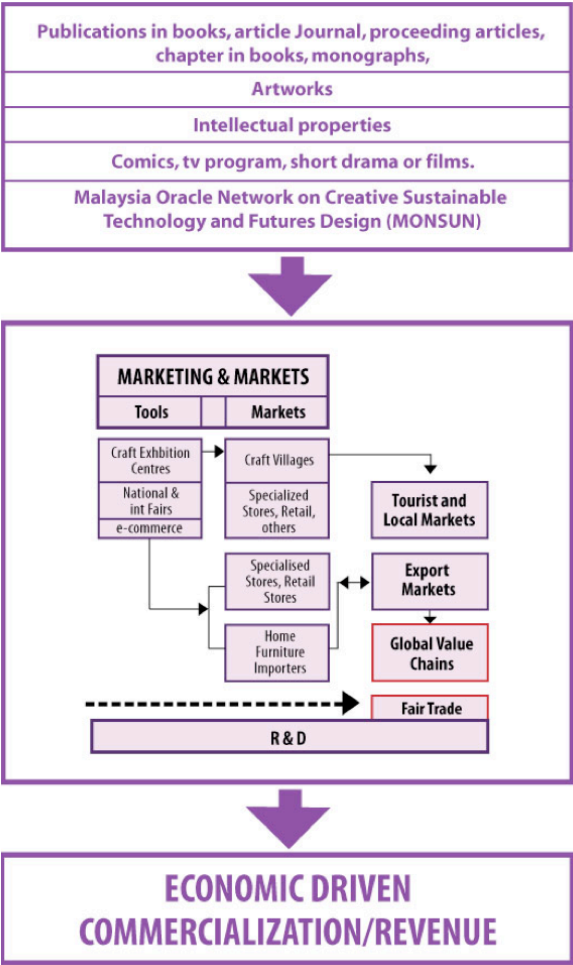 Publications in books, article Journal, proceeding articles,
chapter in books, monographs,
Artworks
Intellectual properties
Comics, tv program, short drama or films.
Malaysia Oracle Network on Creative Sustainable
Technology and Futures Design (MONSUN)
MARKETING & MARKETS
Tools
Markets
Craft Exhbition
Centres
National &
int Fairs
e-commerce
Craft Villages
Specialized
Stores, Retail,
others
Tourist and
Local Markets
Specialised
Stores, Retail
Stores
Home
Furniture
Importers
Export
Markets
Global Value
Chains
Fair Trade
R & D
ECONOMIC DRIVEN
COMMERCIALIZATION/REVENUE